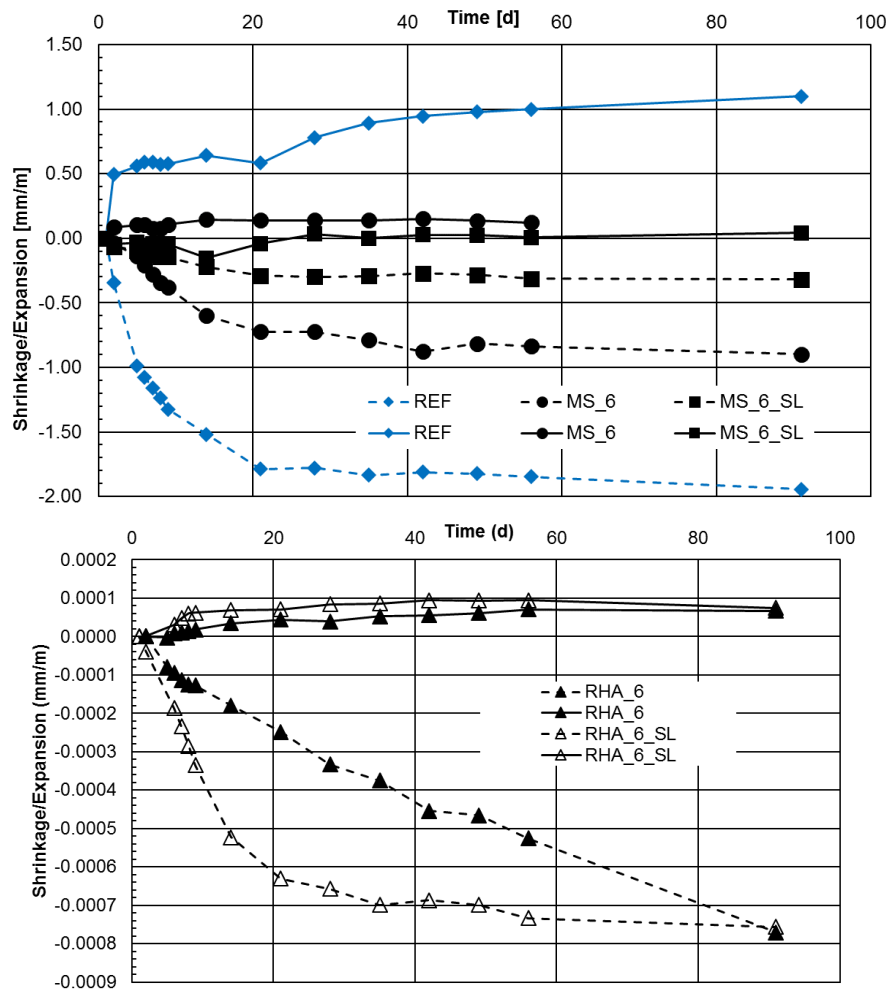 Time [d]
0 20 40 60 80 100
Shrinkage/Expansion [mm/m]
1.50
1.00
0.50
0.00
-0.50
-1.00
-1.50
-2.00
REF MS_6 MS_6_SL
REF MS_6 MS_6_SL
Time (d)
0 20 40 60 80 100
Shrinkage/Expansion (mm/m)
0.0002
0.0001
0.0000
-0.0001
-0.0002
-0.0003
-0.0004
-0.0005
-0.0006
-0.0007
-0.0008
-0.0009
RHA_6
RHA_6
RHA_6_SL
RHA_6_SL